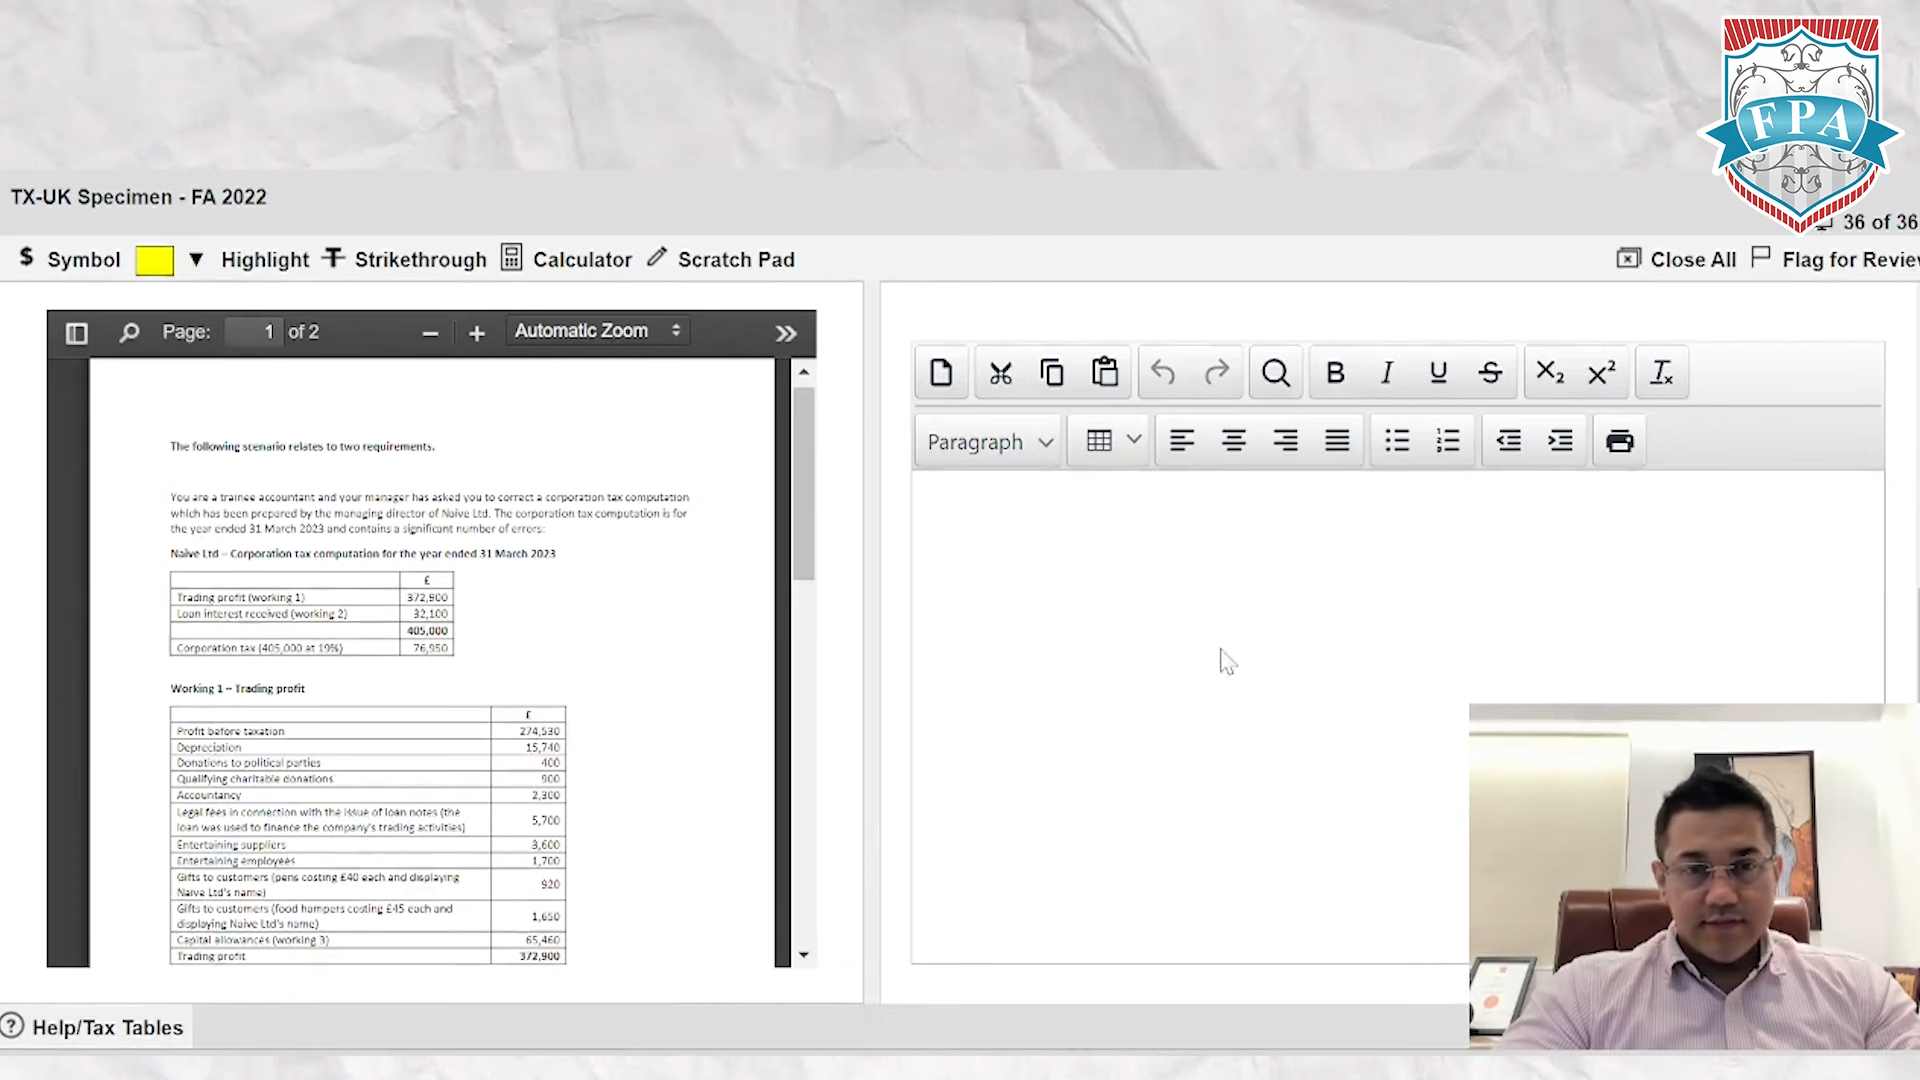 FPA
TX-UK Specimen - FA 2022
36 of 36
$ Symbol Highlight Strikethrough Calculator Scratch Pad
Close All Flag for Review
Page: 1 of 2 Automatic Zoom
Paragraph
The following scenario relates to two requirements.
You are a trainee accountant and your manager has asked you to correct a corporation tax computation
which has been prepared by the managing director of Naive Ltd. The corporation tax computation is for
the year ended 31 March 2023 and contains a significant number of errors:
Naive Ltd – Corporation tax computation for the year ended 31 March 2023
£
Trading profit (working 1) 372,900
Loan interest received (working 2) 32,100
405,000
Corporation tax (405,000 at 19%) 76,950
Working 1 – Trading profit
£
Profit before taxation 274,530
Depreciation 15,740
Donations to political parties 400
Qualifying charitable donations 900
Accountancy 2,300
Legal fees in connection with the issue of loan notes (the
loan was used to finance the company's trading activities) 5,700
Entertaining suppliers 3,600
Entertaining employees 1,700
Gifts to customers (pens costing £40 each and displaying
Naive Ltd's name) 920
Gifts to customers (food hampers costing £45 each and
displaying Naive Ltd's name) 1,650
Capital allowances (working 3) 65,460
Trading profit 372,900
Help/Tax Tables